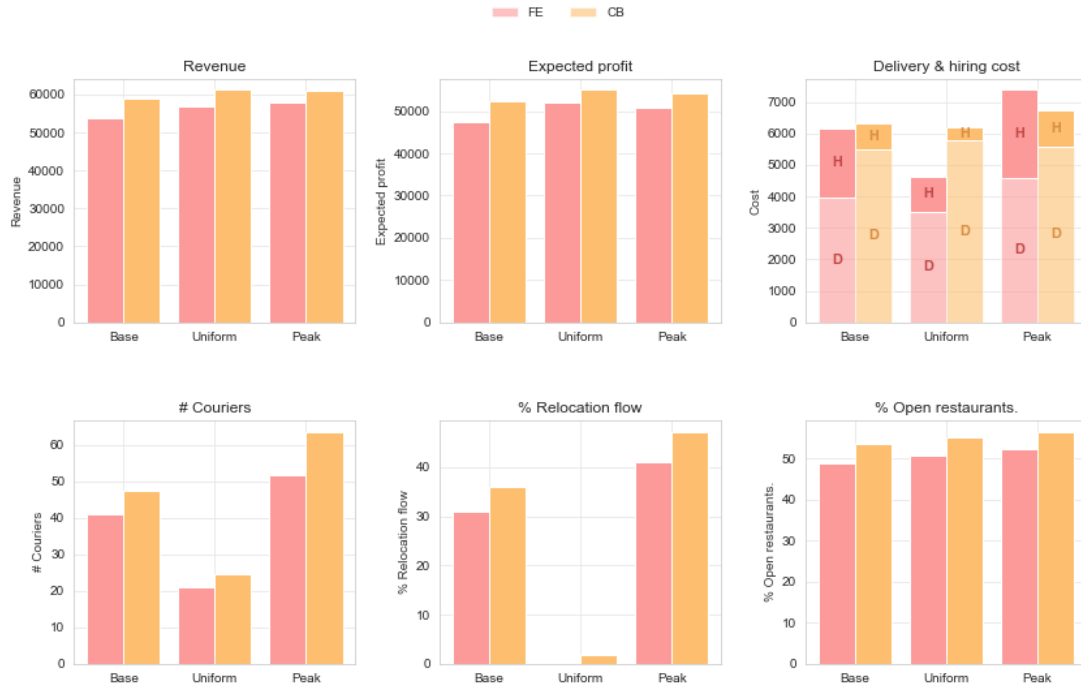 FE CB
Revenue
Revenue
60000
50000
40000
30000
20000
10000
0
Base Uniform Peak
Expected profit
Expected profit
50000
40000
30000
20000
10000
0
Base Uniform Peak
Delivery & hiring cost
Cost
7000
6000
5000
4000
3000
2000
1000
0
H H H H H H
D D D D D D
Base Uniform Peak
# Couriers
# Couriers
60
50
40
30
20
10
0
Base Uniform Peak
% Relocation flow
% Relocation flow
40
30
20
10
0
Base Uniform Peak
% Open restaurants.
% Open restaurants.
50
40
30
20
10
0
Base Uniform Peak